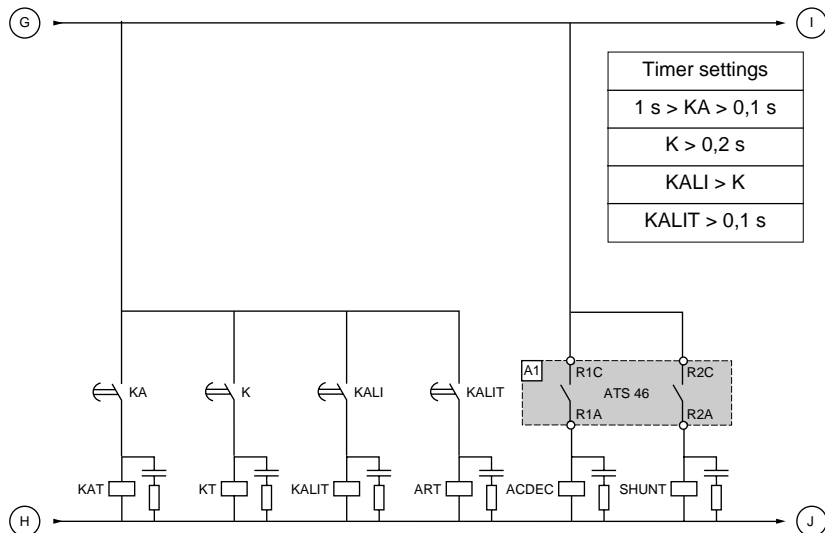 G
I
Timer settings
1 s > KA > 0,1 s
K > 0,2 s
KALI > K
KALIT > 0,1 s
A1
R1C
R2C
KA
K
KALI
KALIT
ATS 46
R1A
R2A
KAT
KT
KALIT
ART
ACDEC
SHUNT
H
J